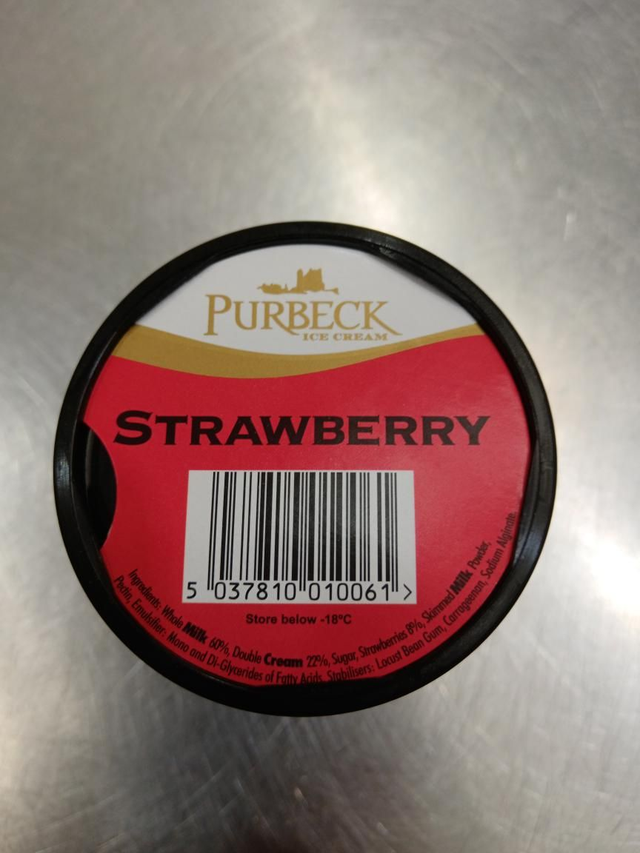 PURBECK
ICE CREAM
STRAWBERRY
5 037810 010061 >
Store below -18ºC
Ingredients: Whole Milk 60%, Double Cream 22%, Sugar, Strawberries 8%, Skimmed Milk Powder,
Pectin, Emulsifier: Mono and Di-Glycerides of Fatty Acids, Stabilisers: Locust Bean Gum, Carrageenan, Sodium Alginate